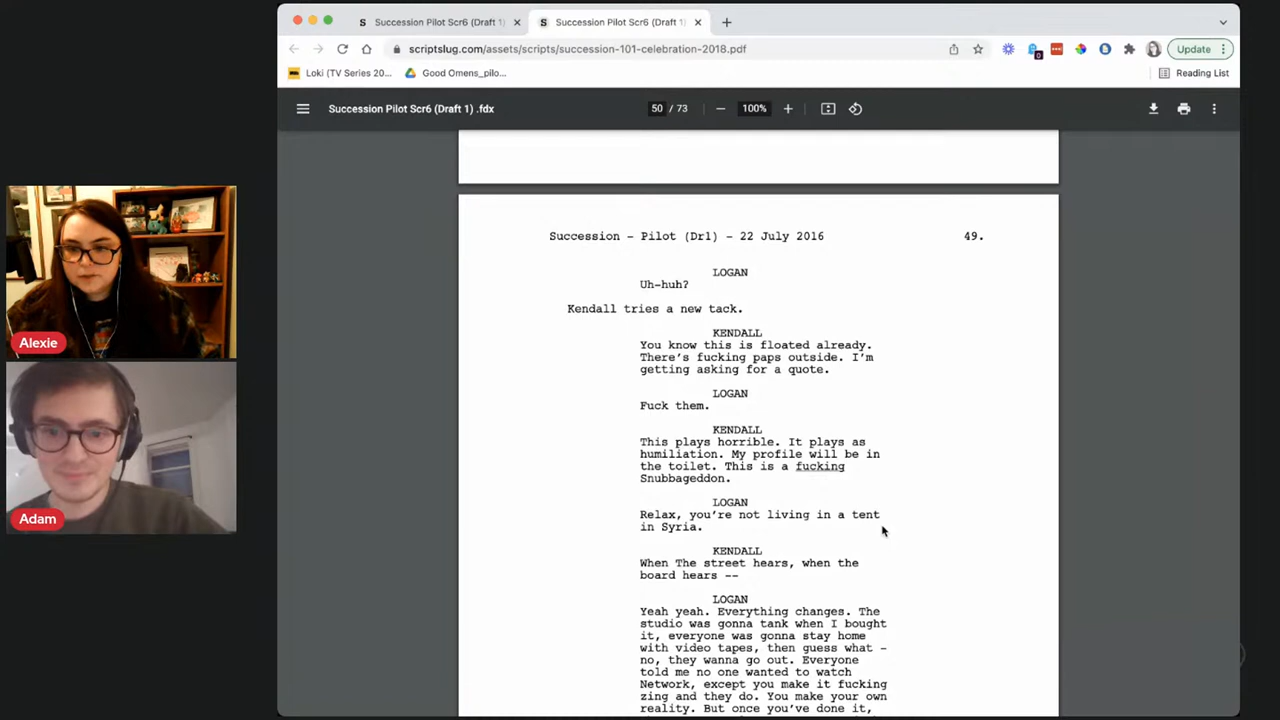 Succession Pilot Scr6 (Draft 1)
Succession Pilot Scr6 (Draft 1)
scriptslug.com/assets/scripts/succession-101-celebration-2018.pdf
Update
Loki (TV Series 20...
Good Omens_pilo...
Reading List
Succession Pilot Scr6 (Draft 1) .fdx
50 / 73
100%
Succession - Pilot (Dr1) - 22 July 2016 49.
LOGAN
Uh-huh?
Kendall tries a new tack.
KENDALL
You know this is floated already.
There's fucking paps outside. I'm
getting asking for a quote.
LOGAN
Fuck them.
KENDALL
This plays horrible. It plays as
humiliation. My profile will be in
the toilet. This is a fucking
Snubbageddon.
LOGAN
Relax, you're not living in a tent
in Syria.
KENDALL
When The street hears, when the
board hears --
LOGAN
Yeah yeah. Everything changes. The
studio was gonna tank when I bought
it, everyone was gonna stay home
with video tapes, then guess what -
no, they wanna go out. Everyone
told me no one wanted to watch
Network, except you make it fucking
zing and they do. You make your own
reality. But once you've done it,
Alexie
Adam